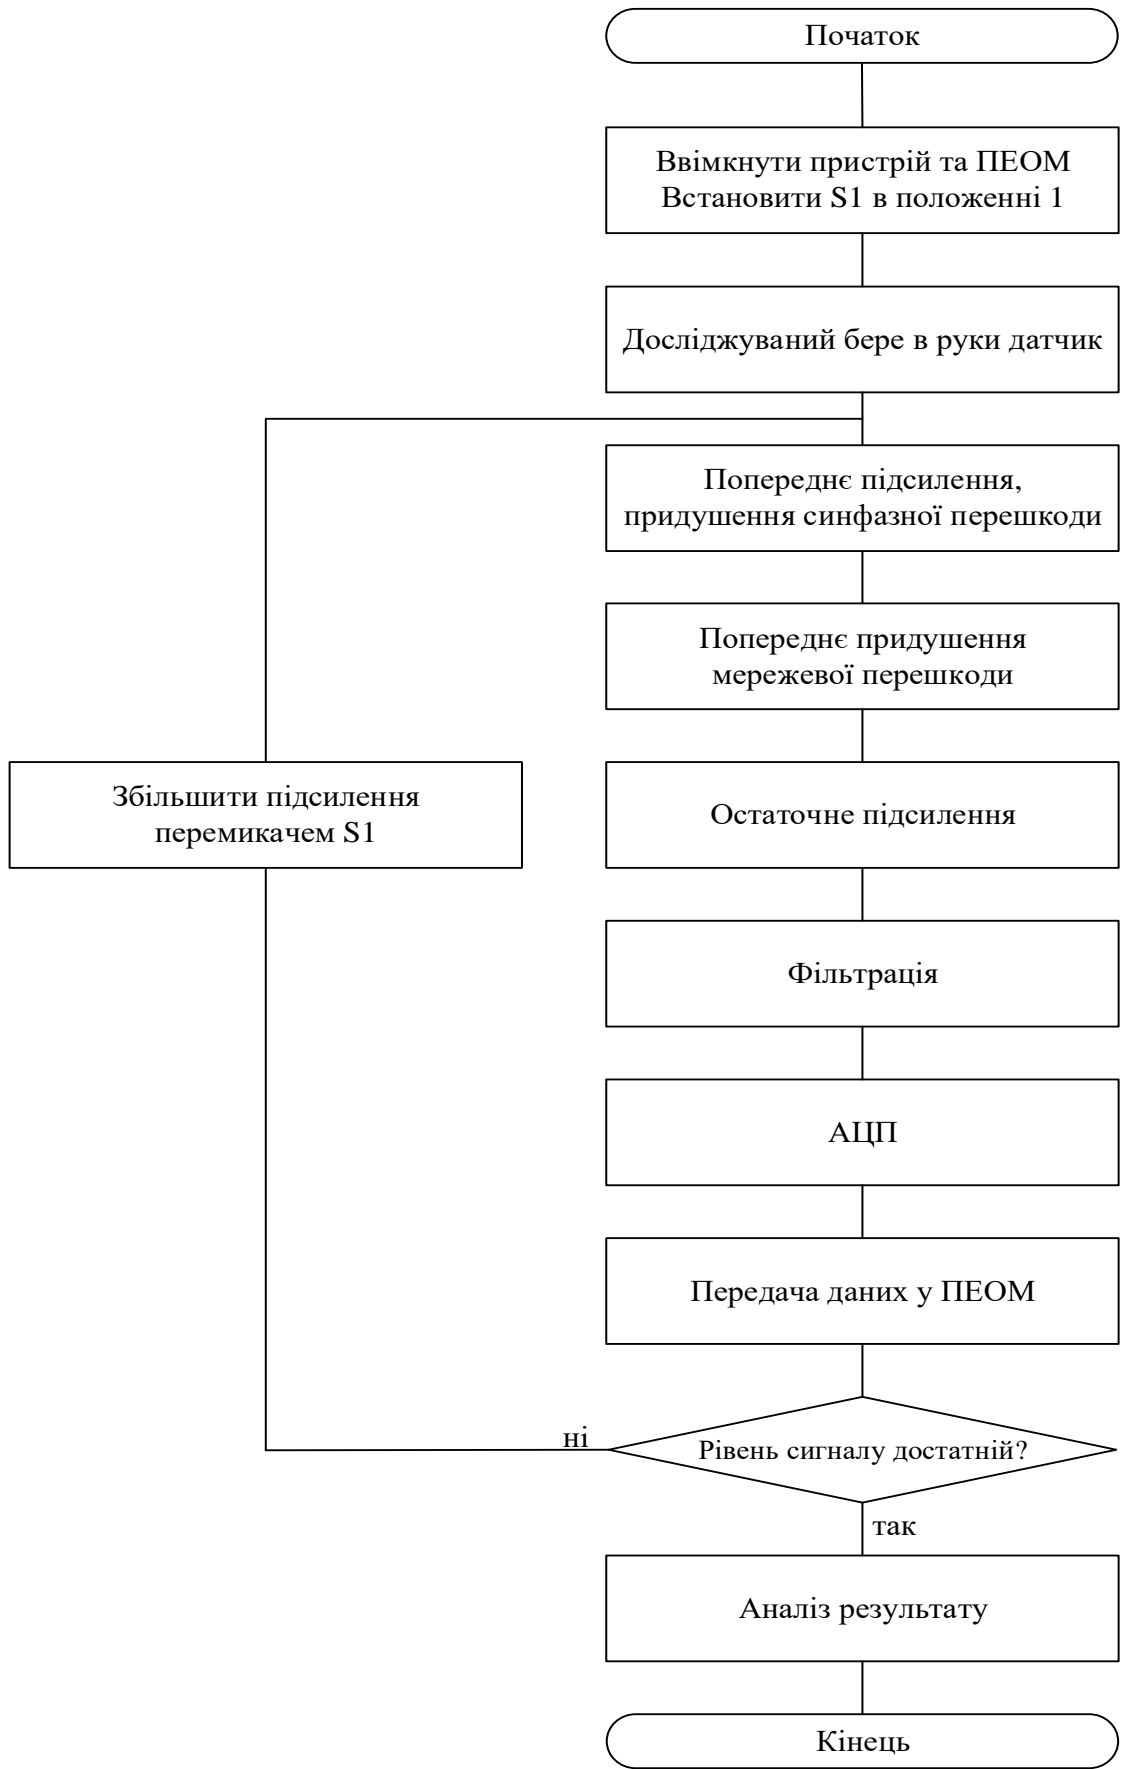 Початок
Ввімкнути пристрій та ПЕОМ
Встановити S1 в положенні 1
Досліджуваний бере в руки датчик
Попереднє підсилення,
придушення синфазної перешкоди
Попереднє придушення
мережевої перешкоди
Збільшити підсилення
перемикачем S1
Остаточне підсилення
Фільтрація
АЦП
Передача даних у ПЕОМ
ні
Рівень сигналу достатній?
так
Аналіз результату
Кінець